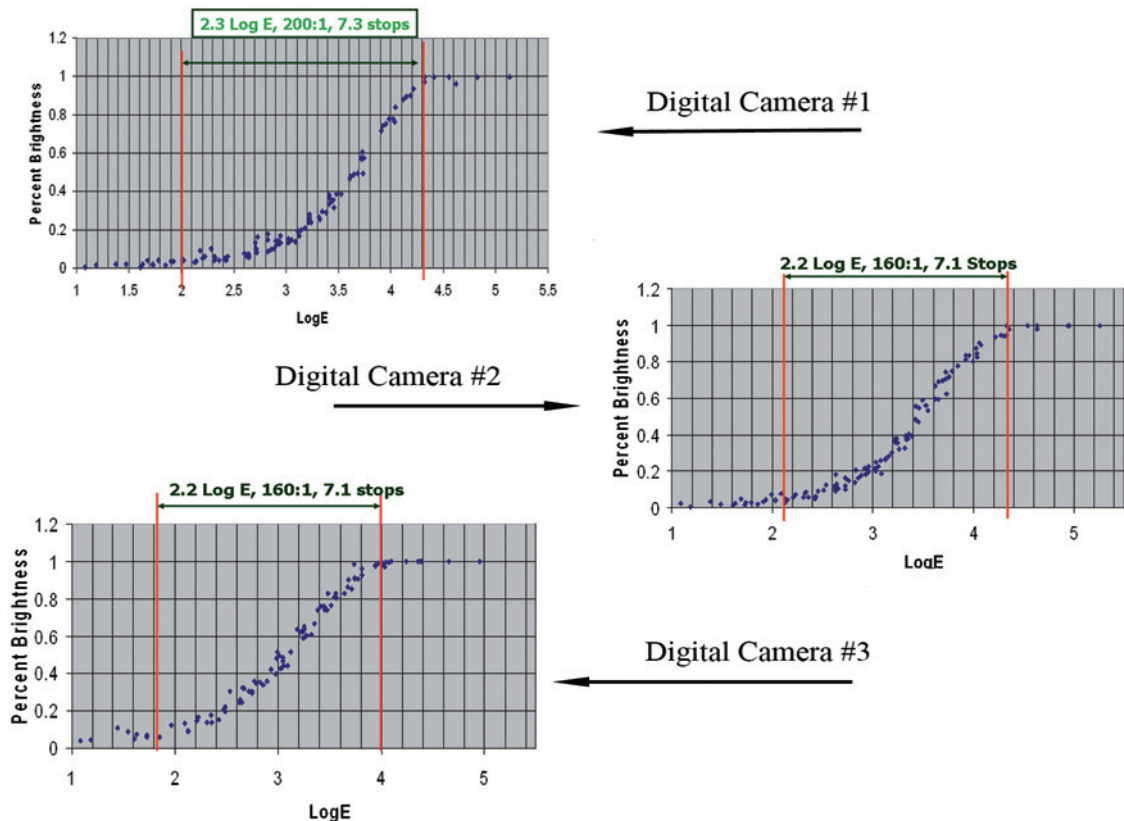 2.3 Log E, 200:1, 7.3 stops
Percent Brightness
1.2
1
0.8
0.6
0.4
0.2
0
1 1.5 2 2.5 3 3.5 4 4.5 5 5.5
LogE
Digital Camera #1
2.2 Log E, 160:1, 7.1 Stops
Percent Brightness
1.2
1
0.8
0.6
0.4
0.2
0
1 2 3 4 5
LogE
Digital Camera #2
2.2 Log E, 160:1, 7.1 stops
Percent Brightness
1.2
1
0.8
0.6
0.4
0.2
0
1 2 3 4 5
LogE
Digital Camera #3